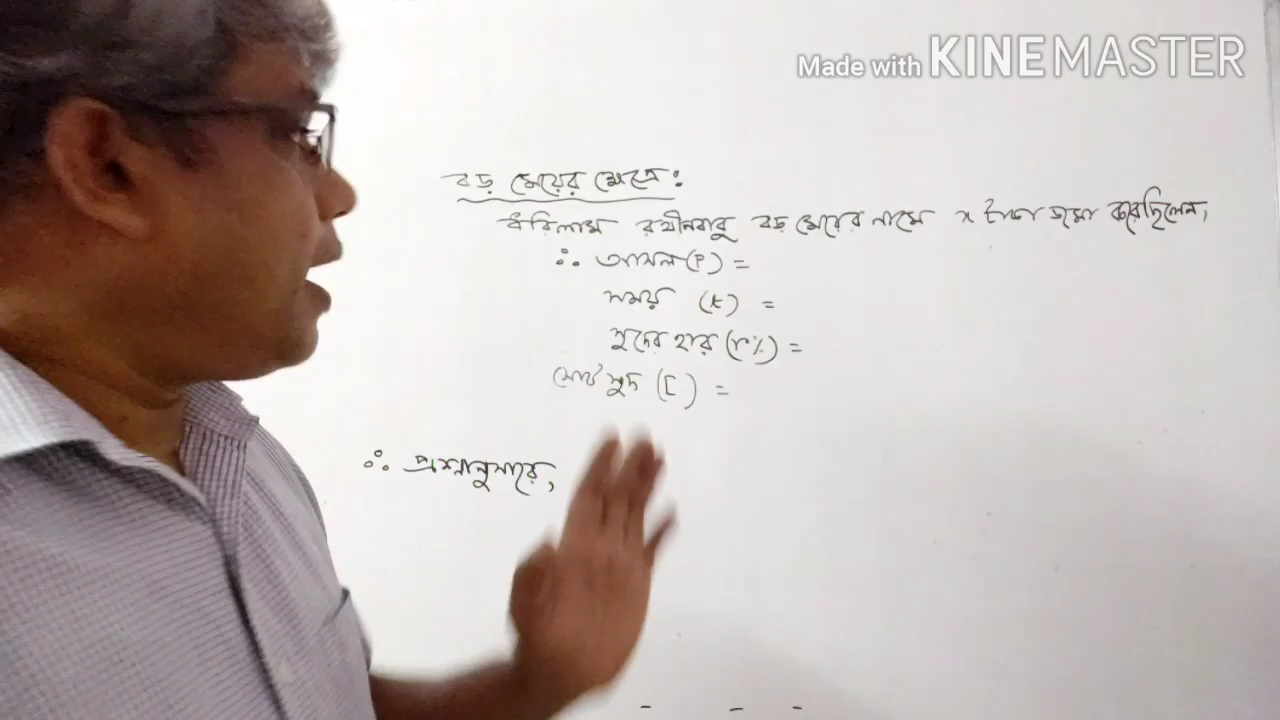 Made with KINEMASTER
বড় মেয়ের ক্ষেত্রে :
ধরিলাম রথীনবাবু বড় মেয়ের নামে x টাকা জমা করেছিলেন,
∴ আসল (P) =
সময় (t) =
সুদের হার (r%) =
মোট সুদ (I) =
∴ প্রশ্নানুসারে,